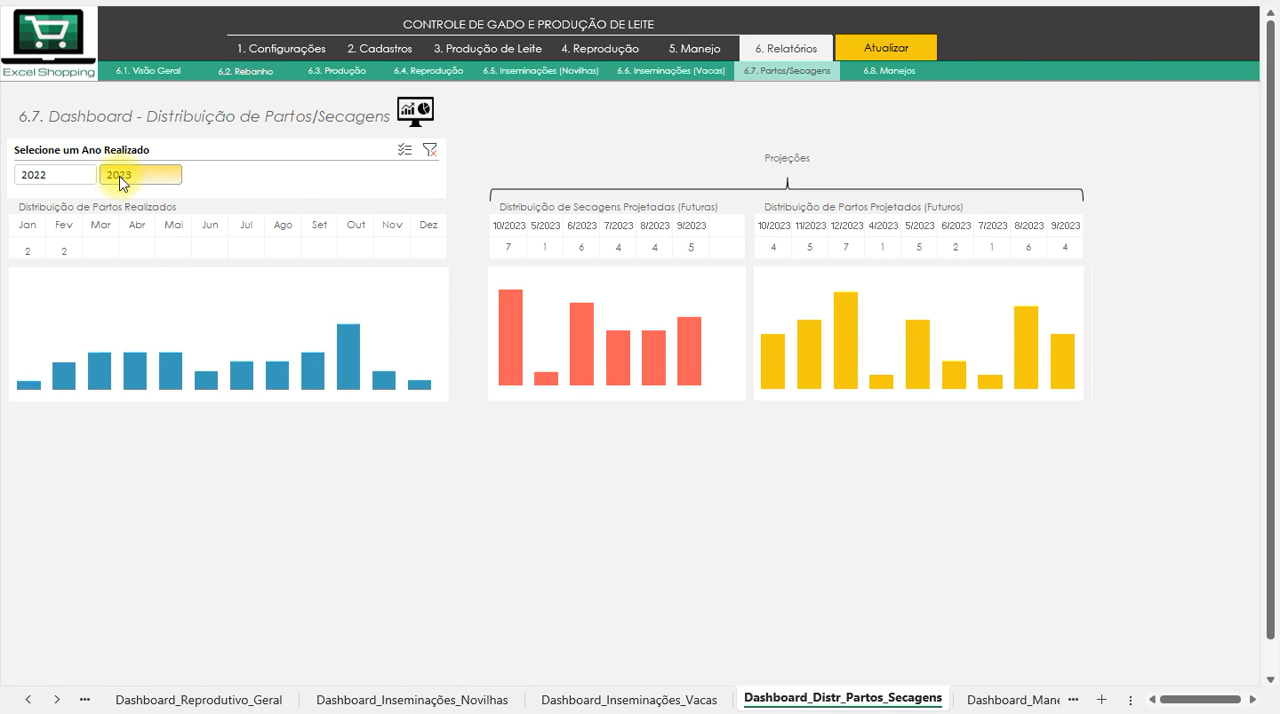 CONTROLE DE GADO E PRODUÇÃO DE LEITE
1. Configurações 2. Cadastros 3. Produção de Leite 4. Reprodução 5. Manejo 6. Relatórios Atualizar
Excel Shopping 6.1. Visão Geral 6.2. Rebanho 6.3. Produção 6.4. Reprodução 6.5. Inseminações (Novilhas) 6.6. Inseminações (Vacas) 6.7. Partos/Secagens 6.8. Manejos
6.7. Dashboard - Distribuição de Partos/Secagens
Selecione um Ano Realizado
2022 2023
Distribuição de Partos Realizados
Jan Fev Mar Abr Mai Jun Jul Ago Set Out Nov Dez
2 2
Projeções
Distribuição de Secagens Projetadas (Futuras)
10/2023 5/2023 6/2023 7/2023 8/2023 9/2023
7 1 6 4 4 5
Distribuição de Partos Projetados (Futuros)
10/2023 11/2023 12/2023 4/2023 5/2023 6/2023 7/2023 8/2023 9/2023
4 5 7 1 5 2 1 6 4
Dashboard_Reprodutivo_Geral Dashboard_Inseminações_Novilhas Dashboard_Inseminações_Vacas Dashboard_Distr_Partos_Secagens Dashboard_Mane